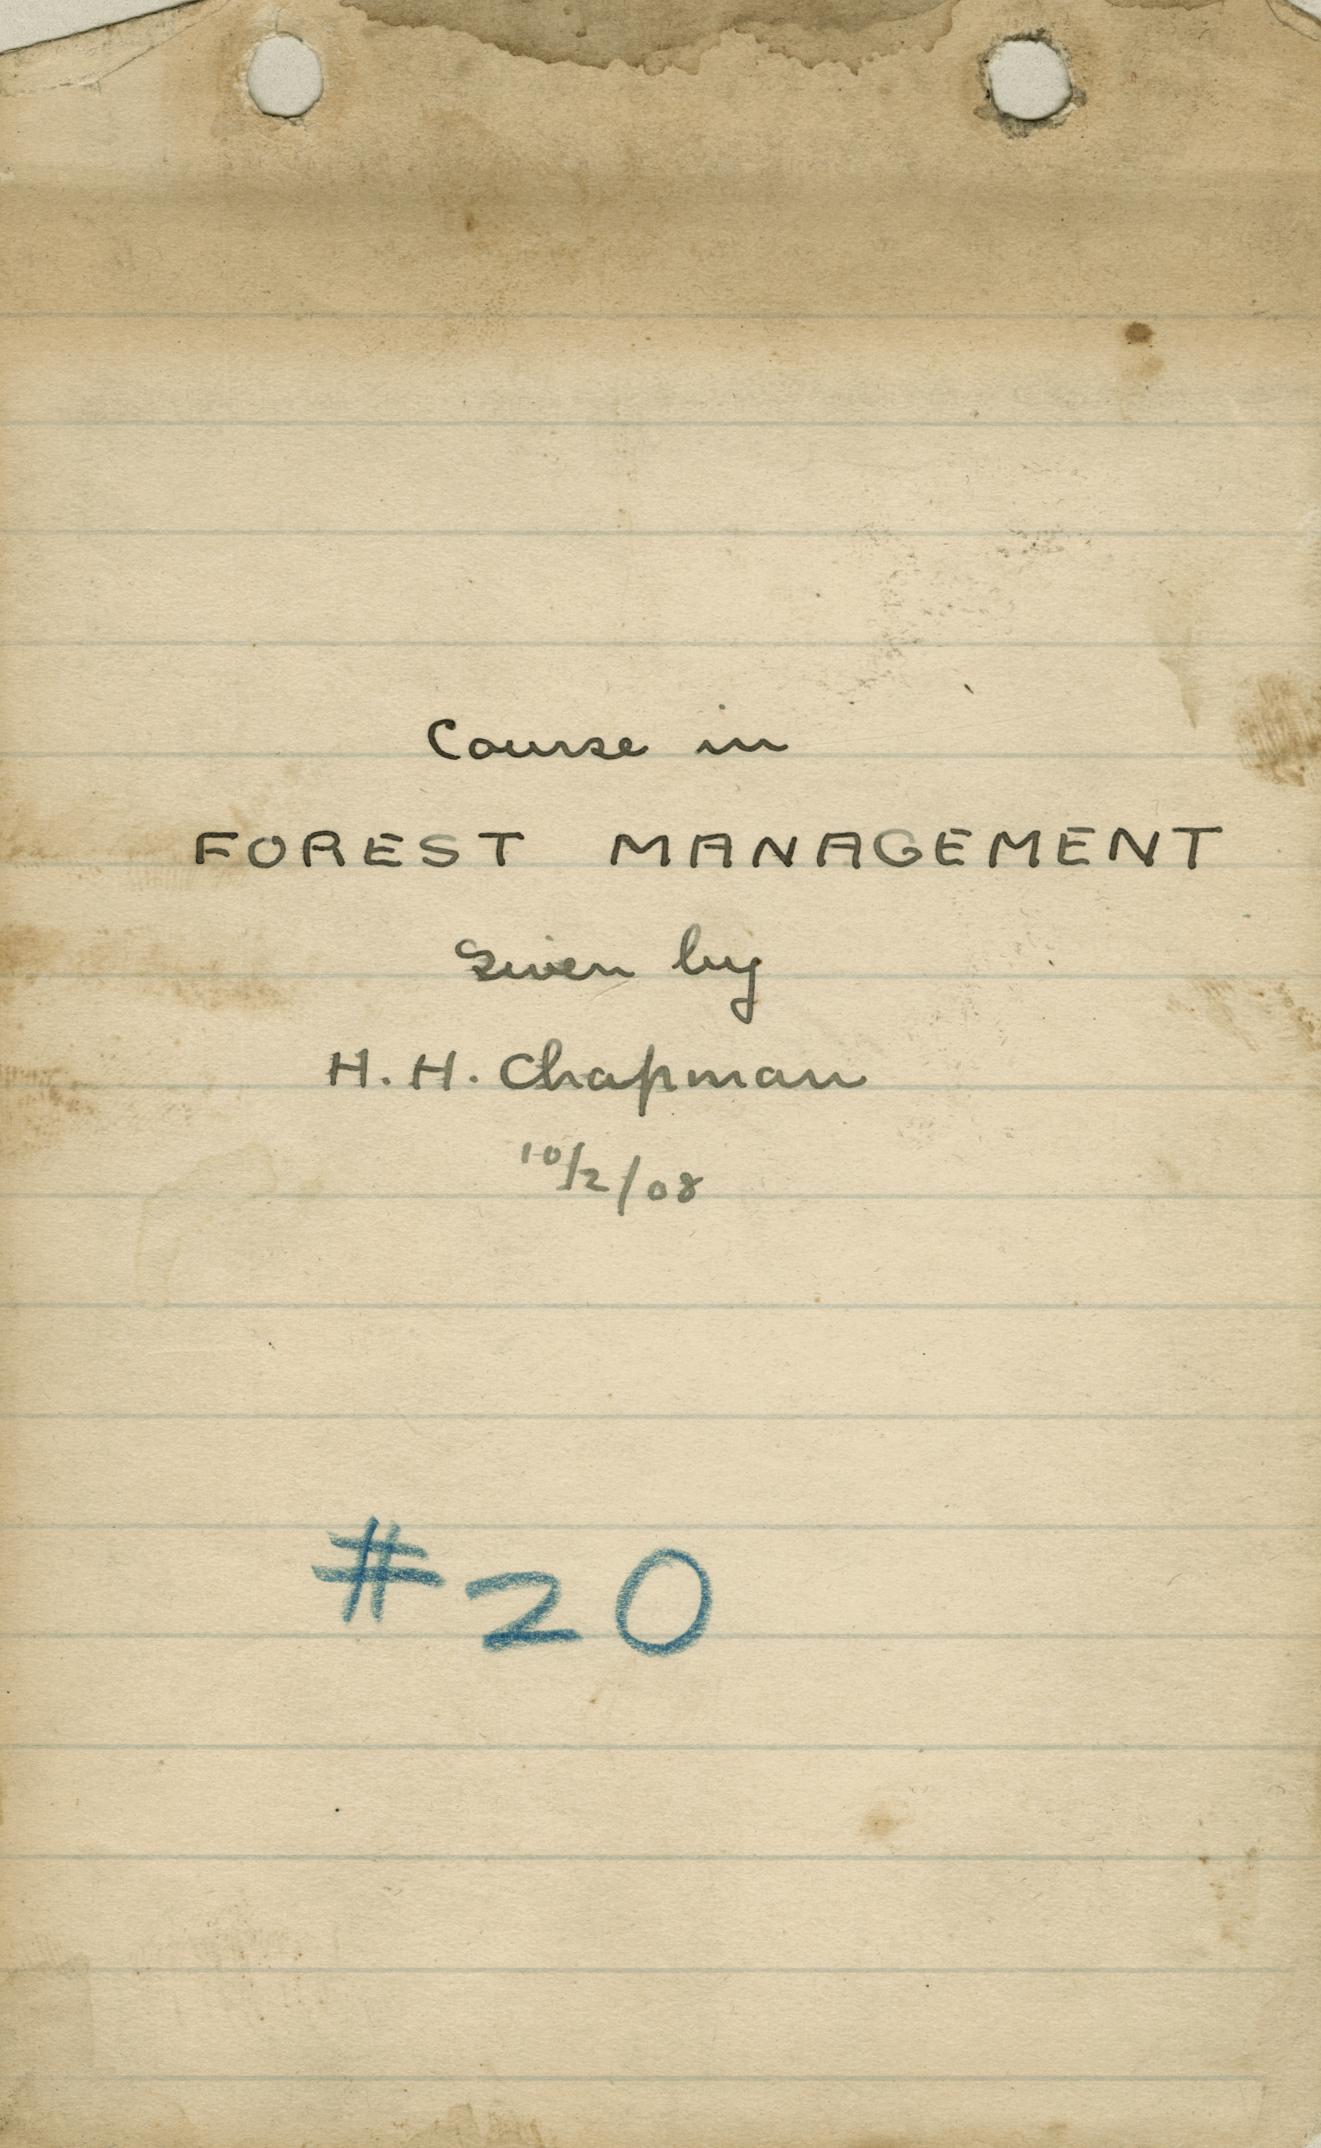 Course in
FOREST MANAGEMENT
Given by
H. H. Chapman
10/2/08
#20